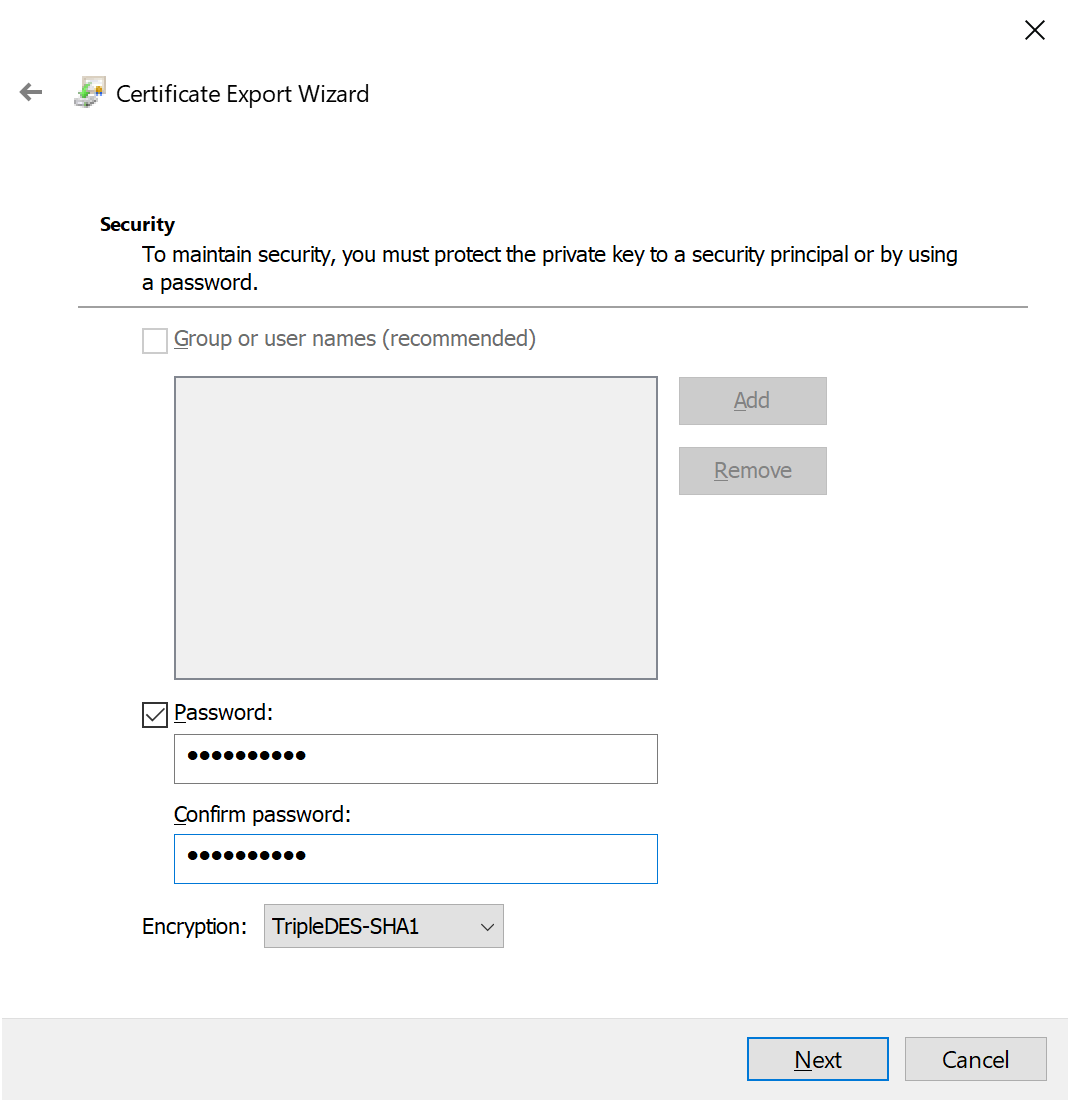 Certificate Export Wizard
Security
To maintain security, you must protect the private key to a security principal or by using
a password.
Group or user names (recommended)
Add
Remove
Password:
●●●●●●●●●●
Confirm password:
●●●●●●●●●●
Encryption: TripleDES-SHA1
Next Cancel